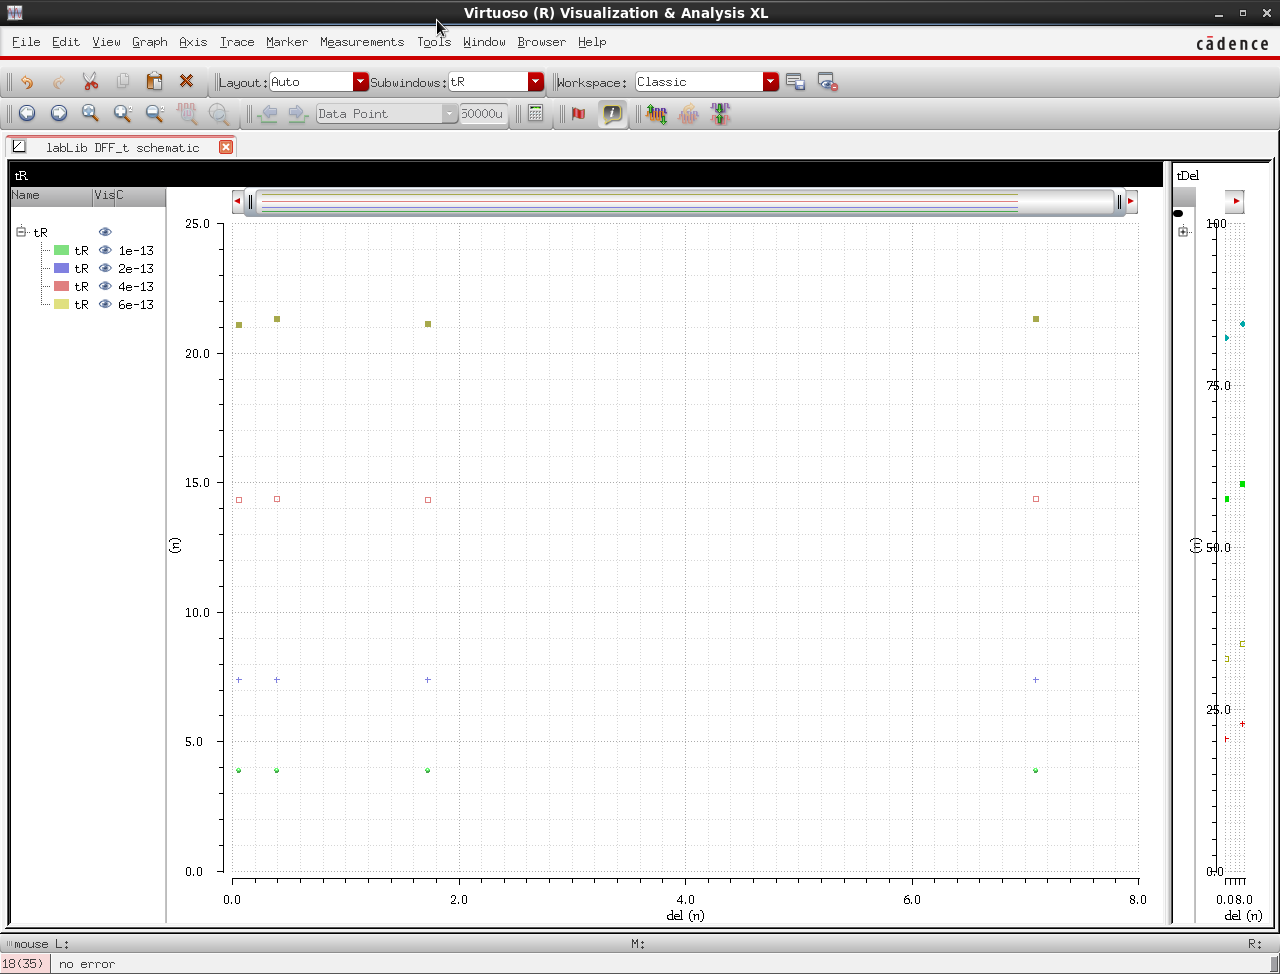 Virtuoso (R) Visualization & Analysis XL
File Edit View Graph Axis Trace Marker Measurements Tools Window Browser Help
cādence
Layout: Auto Subwindows: tR Workspace: Classic
Data Point 50000u
labLib DFF_t schematic
tR
tDel
Name Vis C
tR
tR 1e-13
tR 2e-13
tR 4e-13
tR 6e-13
25.0
20.0
15.0
10.0
5.0
0.0
(n)
0.0 2.0 4.0 6.0 8.0
del (n)
100
75.0
50.0
25.0
0.0
(n)
0.0 8.0
del (n)
mouse L: M: R:
18(35) no error